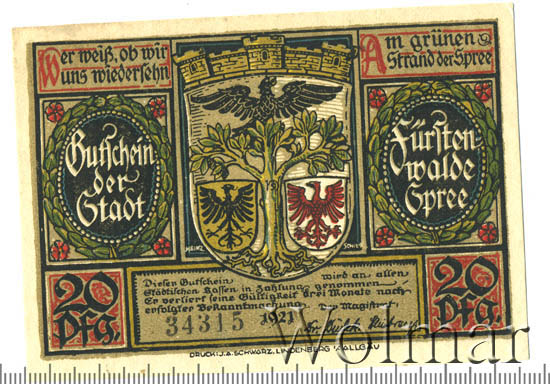 Wer weiß, ob wir
uns wiedersehn
Am grünen
Strand der Spree
Gutschein
der
Stadt
Fürsten
walde
Spree
20
Pfg.
20
Pfg.
Dieser Gutschein wird an allen
städtischen Kassen in Zahlung genommen
Er verliert seine Gültigkeit drei Monate nach
erfolgter Bekanntmachung. Der Magistrat
34315 1921
DRUCK: J.A. SCHWARZ, LINDENBERG I. ALLGÄU
HEINZ SCHIESTL
Wolmar